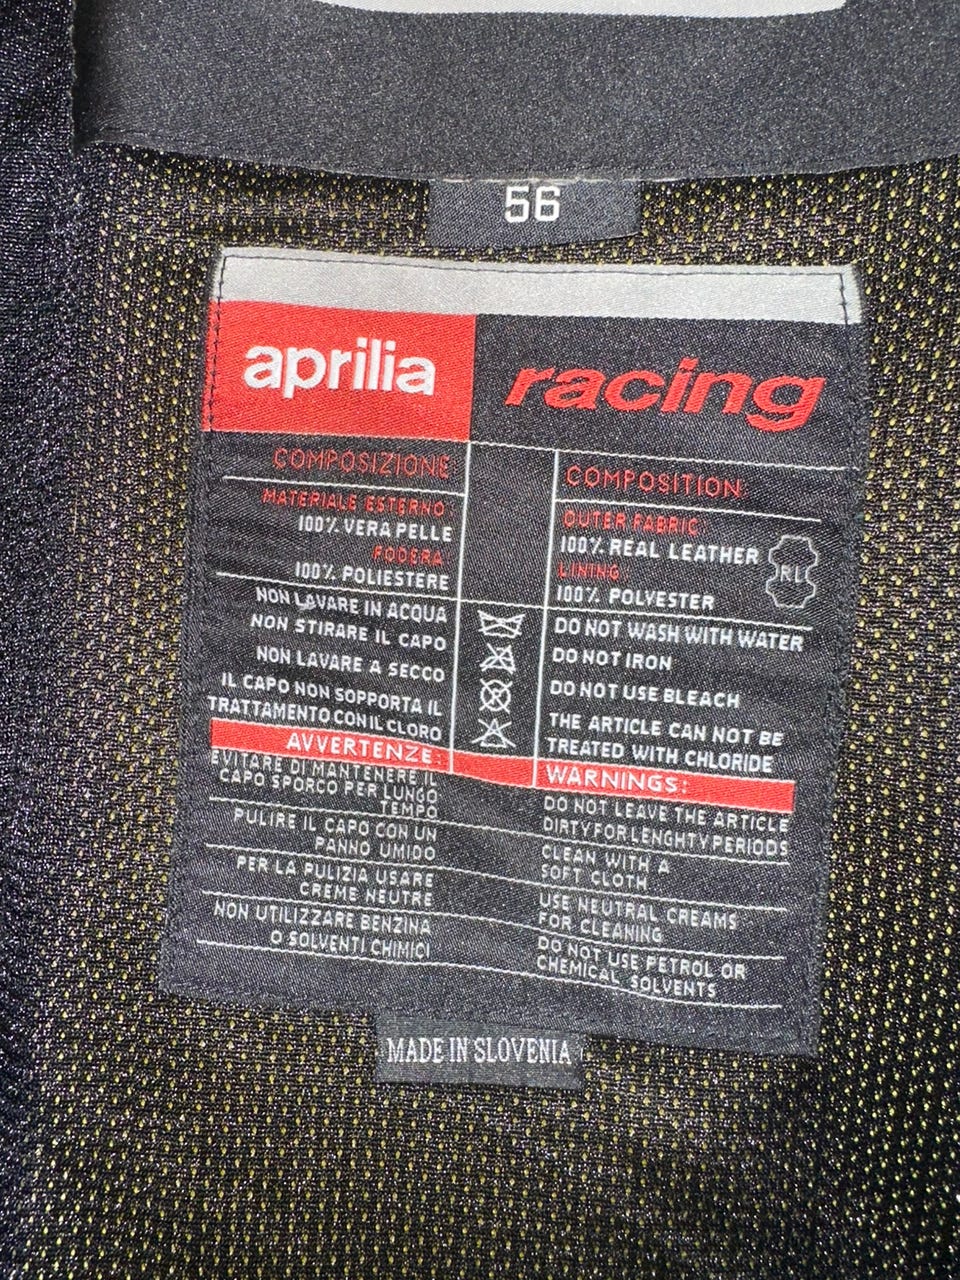 56
aprilia racing
COMPOSIZIONE:
MATERIALE ESTERNO:
100% VERA PELLE
FODERA:
100% POLIESTERE
NON LAVARE IN ACQUA
NON STIRARE IL CAPO
NON LAVARE A SECCO
IL CAPO NON SOPPORTA IL
TRATTAMENTO CON IL CLORO
AVVERTENZE:
EVITARE DI MANTENERE IL
CAPO SPORCO PER LUNGO
TEMPO
PULIRE IL CAPO CON UN
PANNO UMIDO
PER LA PULIZIA USARE
CREME NEUTRE
NON UTILIZZARE BENZINA
O SOLVENTI CHIMICI
COMPOSITION:
OUTER FABRIC:
100% REAL LEATHER
RL
LINING:
100% POLYESTER
DO NOT WASH WITH WATER
DO NOT IRON
DO NOT USE BLEACH
THE ARTICLE CAN NOT BE
TREATED WITH CHLORIDE
WARNINGS:
DO NOT LEAVE THE ARTICLE
DIRTY FOR LENGHTY PERIODS
CLEAN WITH A
SOFT CLOTH
USE NEUTRAL CREAMS
FOR CLEANING
DO NOT USE PETROL OR
CHEMICAL SOLVENTS
MADE IN SLOVENIA